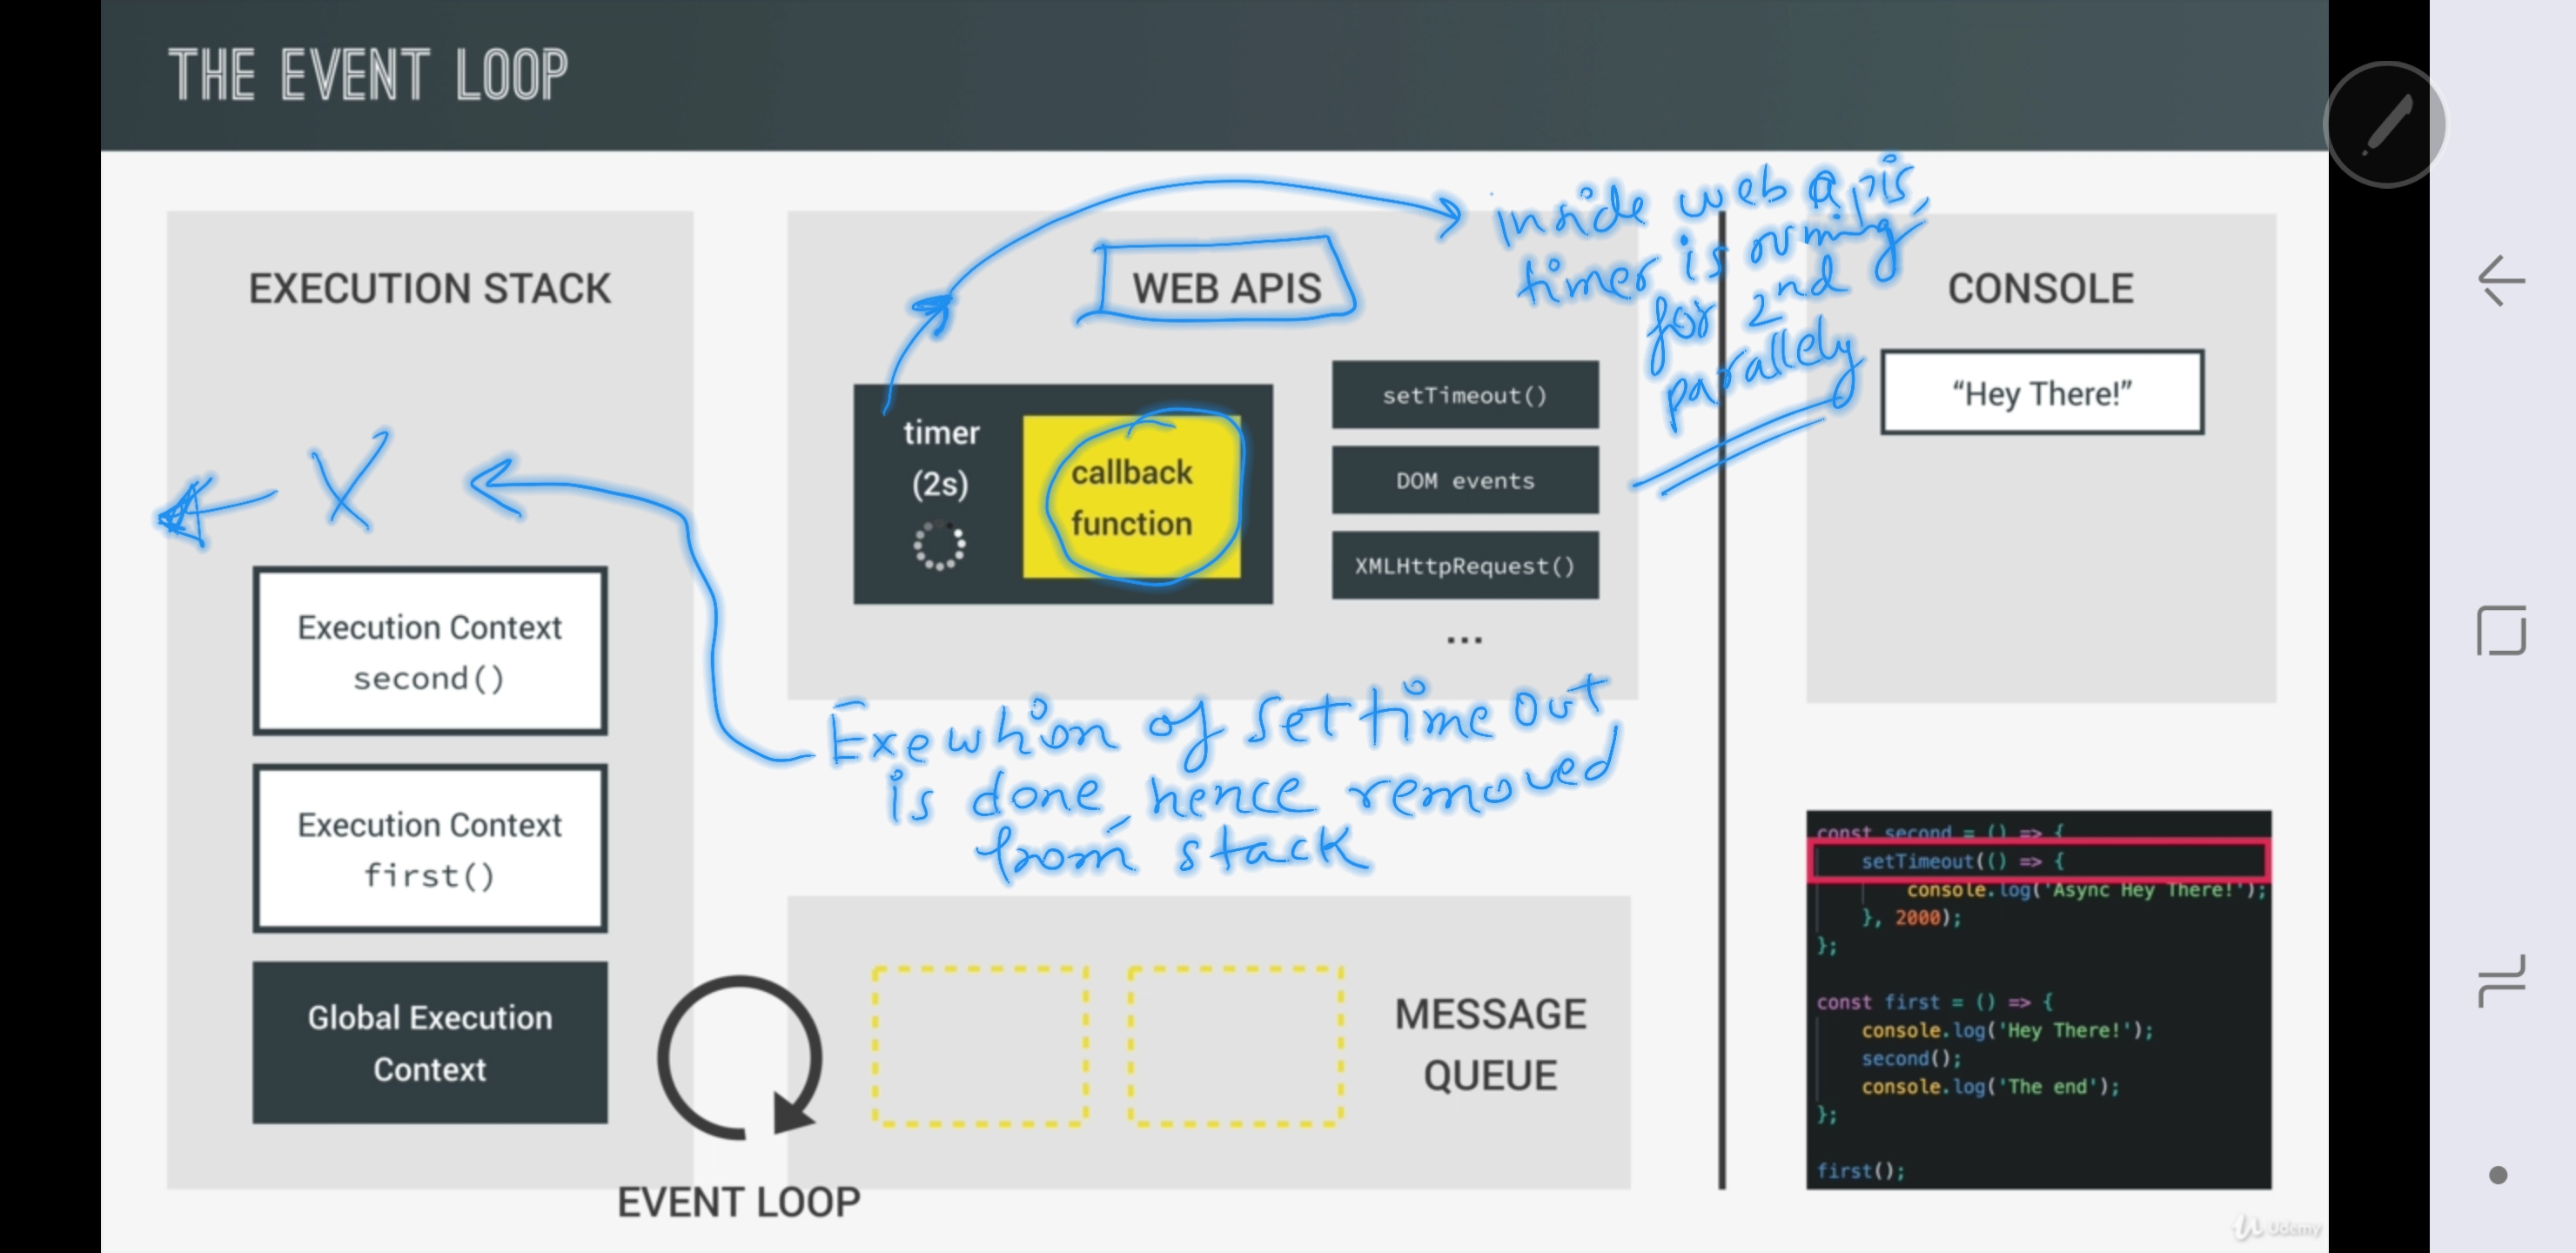 THE EVENT LOOP
EXECUTION STACK
Execution Context
second()
Execution Context
first()
Global Execution
Context
EVENT LOOP
WEB APIS
timer
(2s)
callback
function
setTimeout()
DOM events
XMLHttpRequest()
...
inside web apis,
timer is running
for 2nd
parallely
Exewhion of settime out
is done, hence removed
from stack
X
MESSAGE
QUEUE
CONSOLE
“Hey There!”
const second = () => {
setTimeout(() => {
console.log('Async Hey There!');
}, 2000);
};
const first = () => {
console.log('Hey There!');
second();
console.log('The end');
};
first();
Udemy